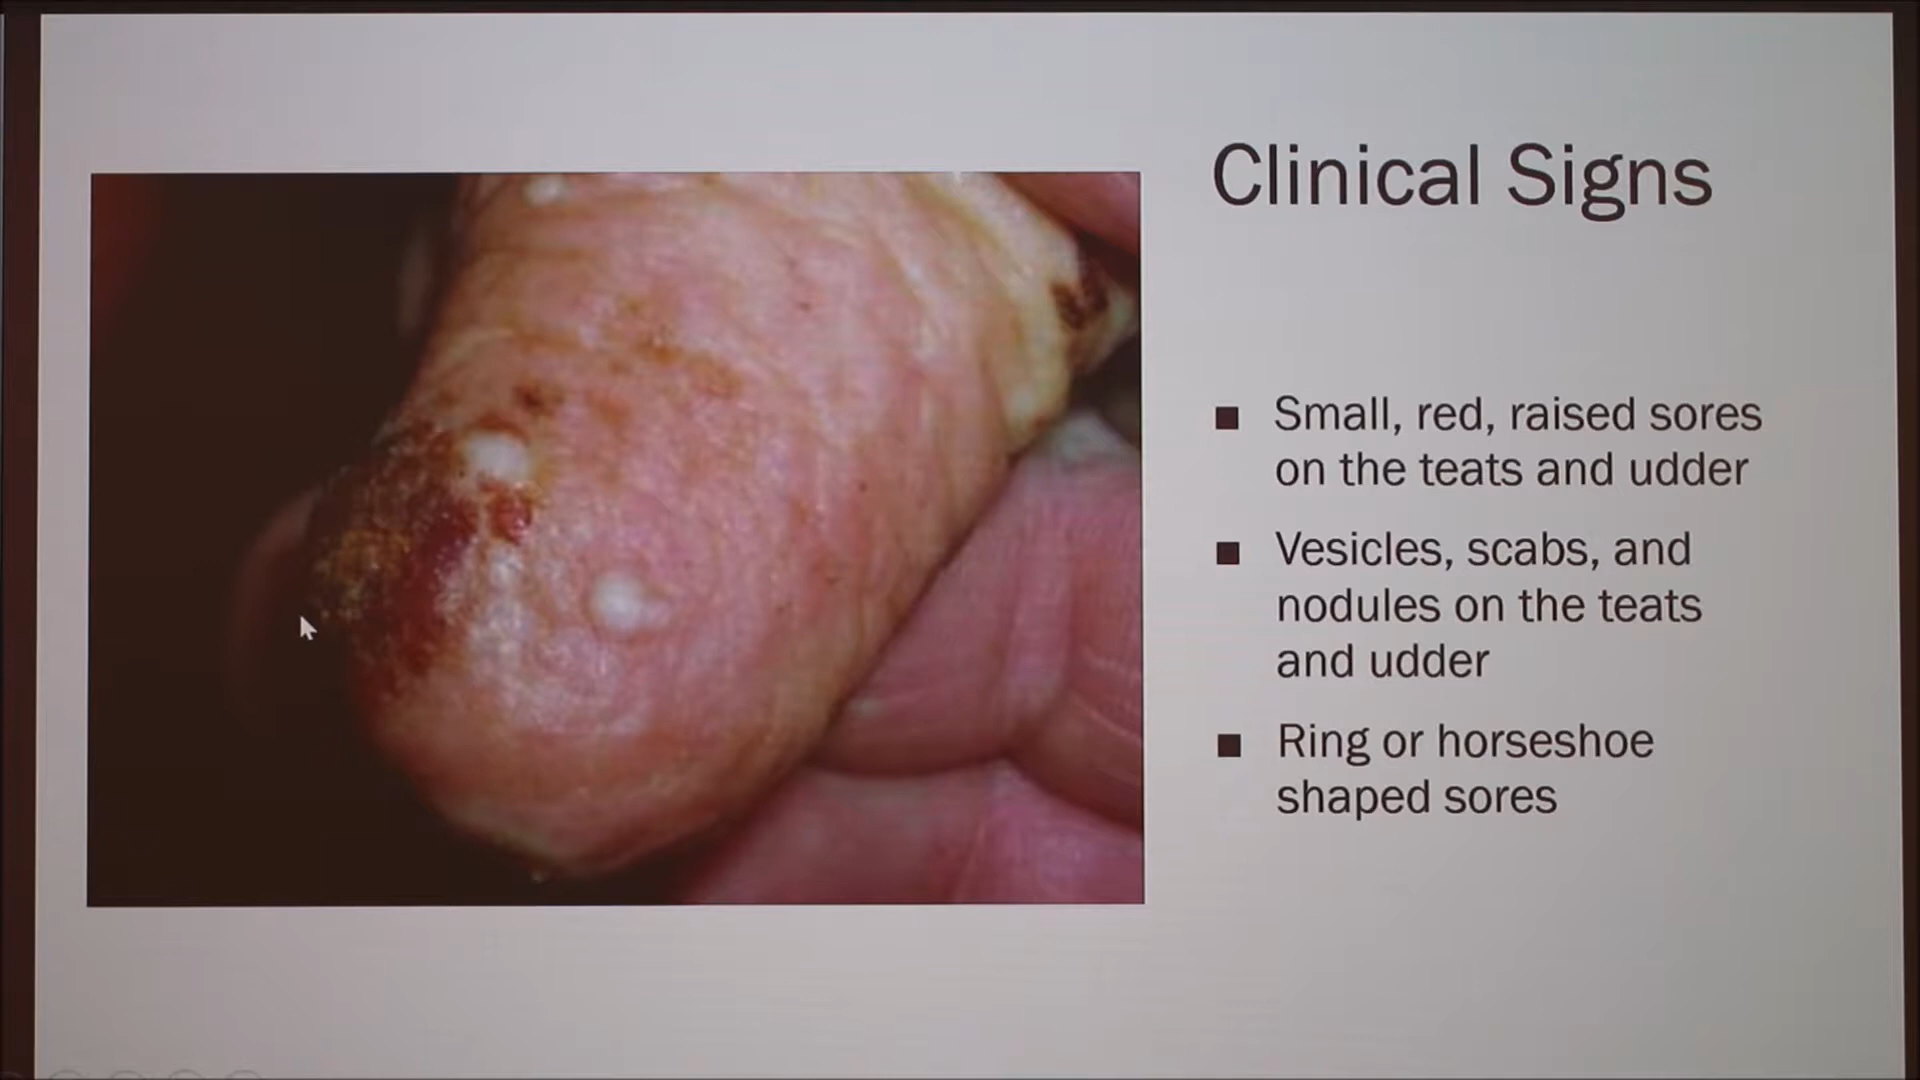 Clinical Signs
Small, red, raised sores
on the teats and udder
Vesicles, scabs, and
nodules on the teats
and udder
Ring or horseshoe
shaped sores